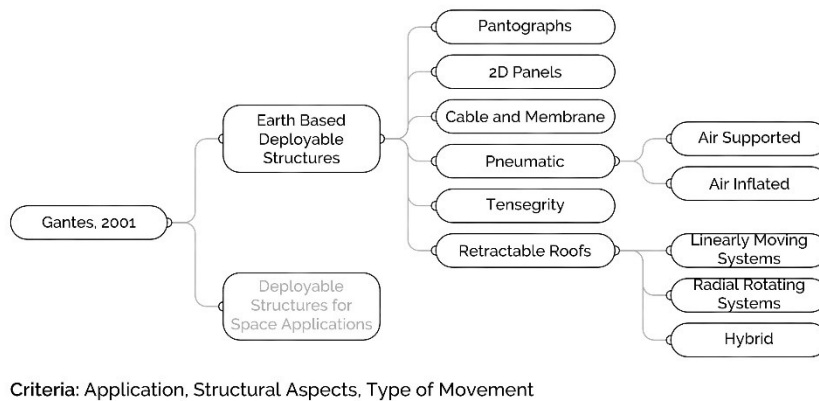 Pantographs
2D Panels
Earth Based
Deployable
Structures
Cable and Membrane
Air Supported
Pneumatic
Air Inflated
Gantes, 2001
Tensegrity
Retractable Roofs
Linearly Moving
Systems
Deployable
Structures for
Space Applications
Radial Rotating
Systems
Hybrid
Criteria: Application, Structural Aspects, Type of Movement